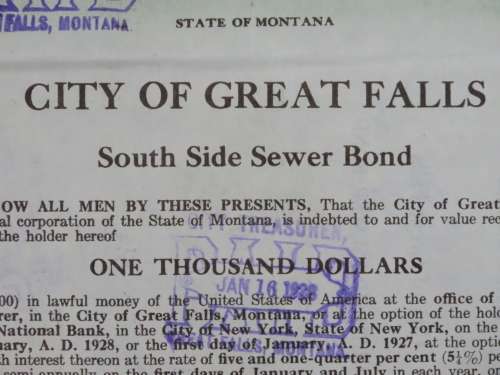 FALLS, MONTANA.
STATE OF MONTANA
CITY OF GREAT FALLS
South Side Sewer Bond
OW ALL MEN BY THESE PRESENTS, That the City of Great
al corporation of the State of Montana, is indebted to and for value rec
the holder hereof
CITY TREASURER,
PAID
ONE THOUSAND DOLLARS
JAN 16 1928
00) in lawful money of the United States of America at the office of
rer, in the City of Great Falls, Montana, or at the option of the hold
National Bank, in the City of New York, State of New York, on the
uary, A. D. 1928, or the first day of January, A. D. 1927, at the optio
th interest thereon at the rate of five and one-quarter per cent (5¼%) pe
semi-annually on the first days of January and July in each year, on